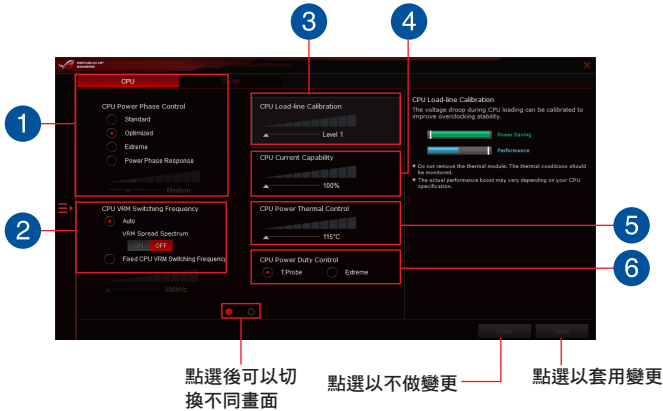 3
4
REPUBLIC OF
GAMERS
CPU
1
CPU Power Phase Control
Standard
Optimized
Extreme
Power Phase Response
Medium
CPU Load-line Calibration
Level 1
CPU Load-line Calibration
The voltage droop during CPU loading can be calibrated to
improve overclocking stability.
Power Saving
Performance
Do not remove the thermal module. The thermal conditions should
be monitored.
The actual performance boost may vary depending on your CPU
specification.
CPU Current Capability
100%
2
CPU VRM Switching Frequency
Auto
VRM Spread Spectrum
ON OFF
Fixed CPU VRM Switching Frequency
500kHz
CPU Power Thermal Control
115°C
5
CPU Power Duty Control
T.Probe Extreme
6
Undo Apply
點選後可以切
換不同畫面
點選以不做變更
點選以套用變更